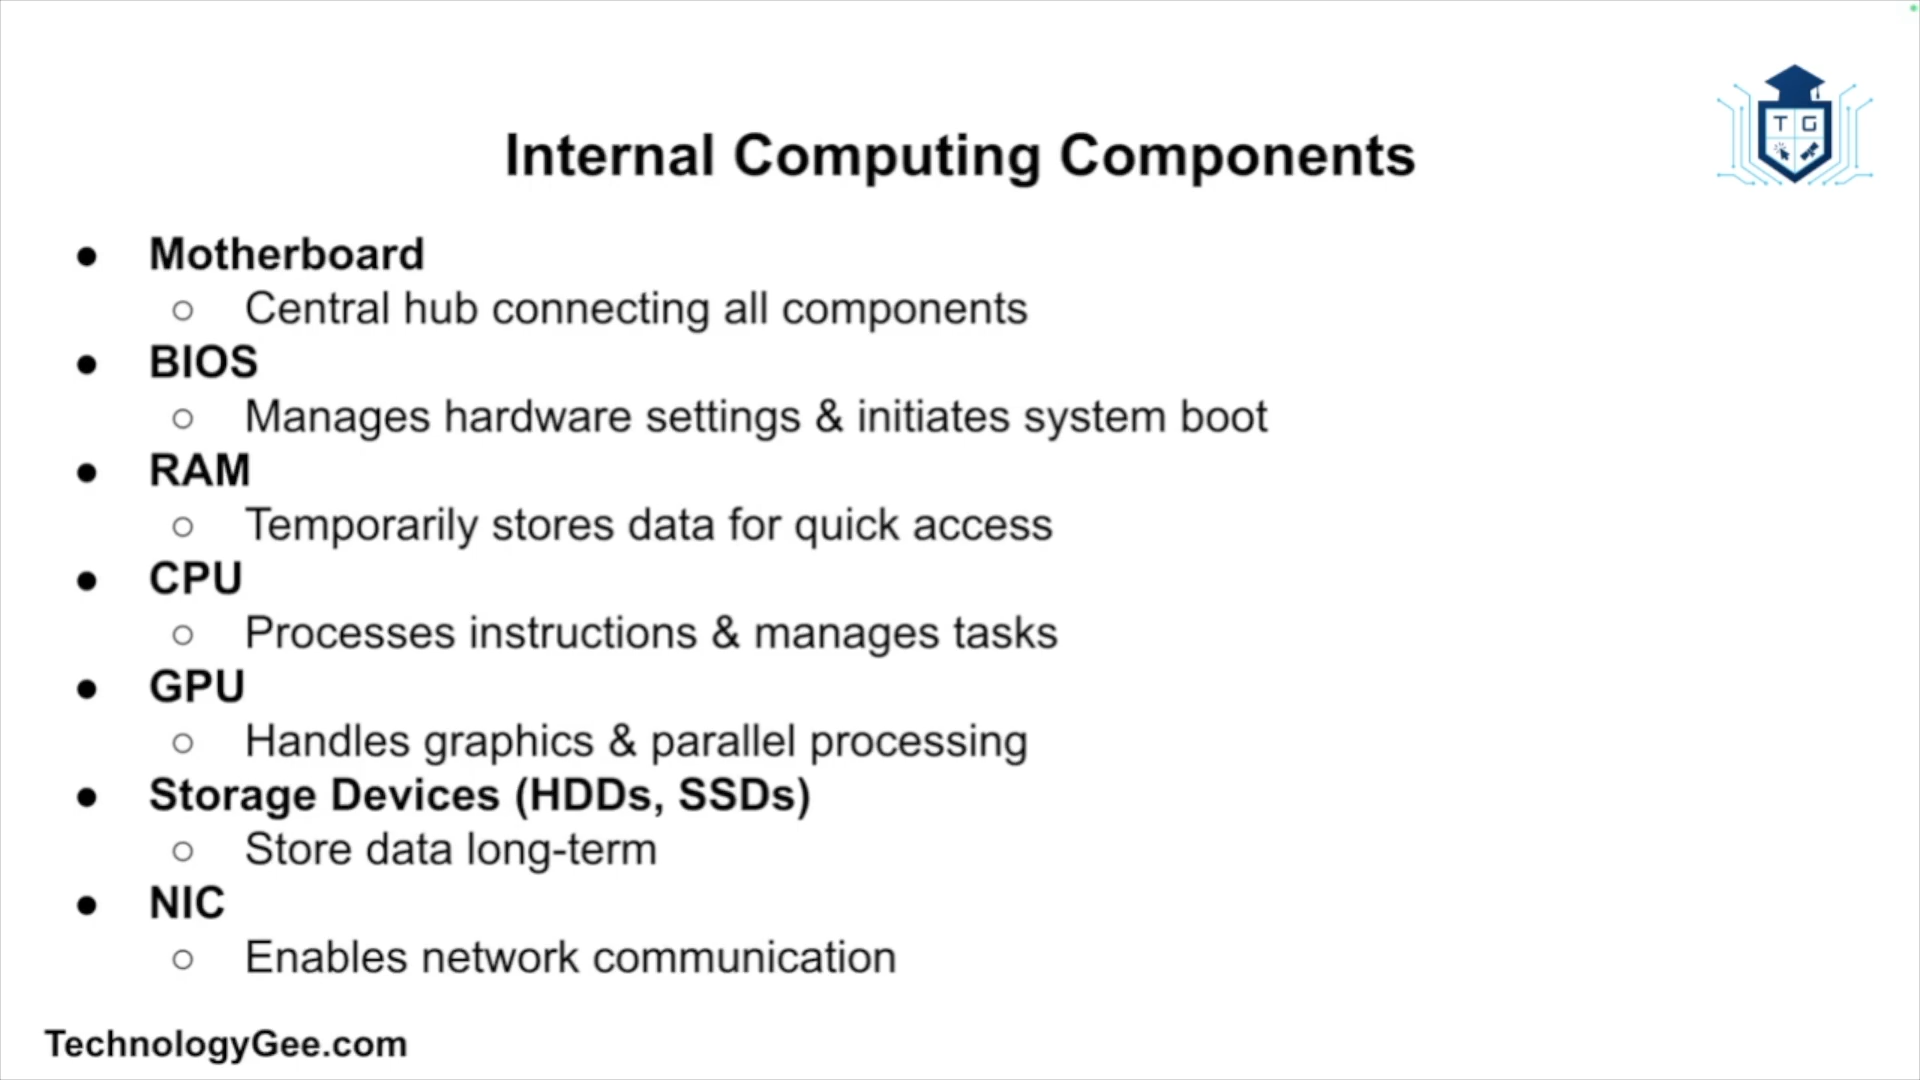 T G
Internal Computing Components
● Motherboard
○ Central hub connecting all components
● BIOS
○ Manages hardware settings & initiates system boot
● RAM
○ Temporarily stores data for quick access
● CPU
○ Processes instructions & manages tasks
● GPU
○ Handles graphics & parallel processing
● Storage Devices (HDDs, SSDs)
○ Store data long-term
● NIC
○ Enables network communication
TechnologyGee.com